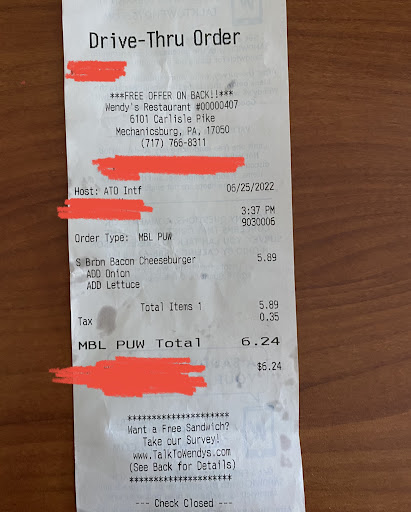 Drive-Thru Order
***FREE OFFER ON BACK!!***
Wendy's Restaurant #00000407
6101 Carlisle Pike
Mechanicsburg, PA, 17050
(717) 766-8311
Host: ATO Intf 06/25/2022
3:37 PM
9030006
Order Type: MBL PUW
S Brbn Bacon Cheeseburger 5.89
ADD Onion
ADD Lettuce
Total Items 1 5.89
Tax 0.35
MBL PUW Total 6.24
$6.24
*********************
Want a Free Sandwich?
Take our Survey!
www.TalkToWendys.com
(See Back for Details)
*********************
--- Check Closed ---